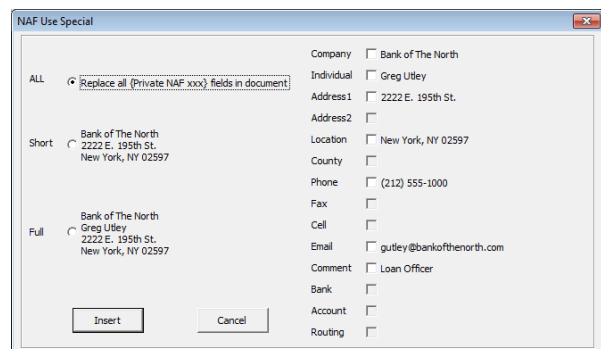 NAF Use Special
ALL
Replace all {Private NAF xxx} fields in document
Short
Bank of The North
2222 E. 195th St.
New York, NY 02597
Full
Bank of The North
Greg Utley
2222 E. 195th St.
New York, NY 02597
Insert
Cancel
Company
Bank of The North
Individual
Greg Utley
Address1
2222 E. 195th St.
Address2
Location
New York, NY 02597
County
Phone
(212) 555-1000
Fax
Cell
Email
gutley@bankofthenorth.com
Comment
Loan Officer
Bank
Account
Routing